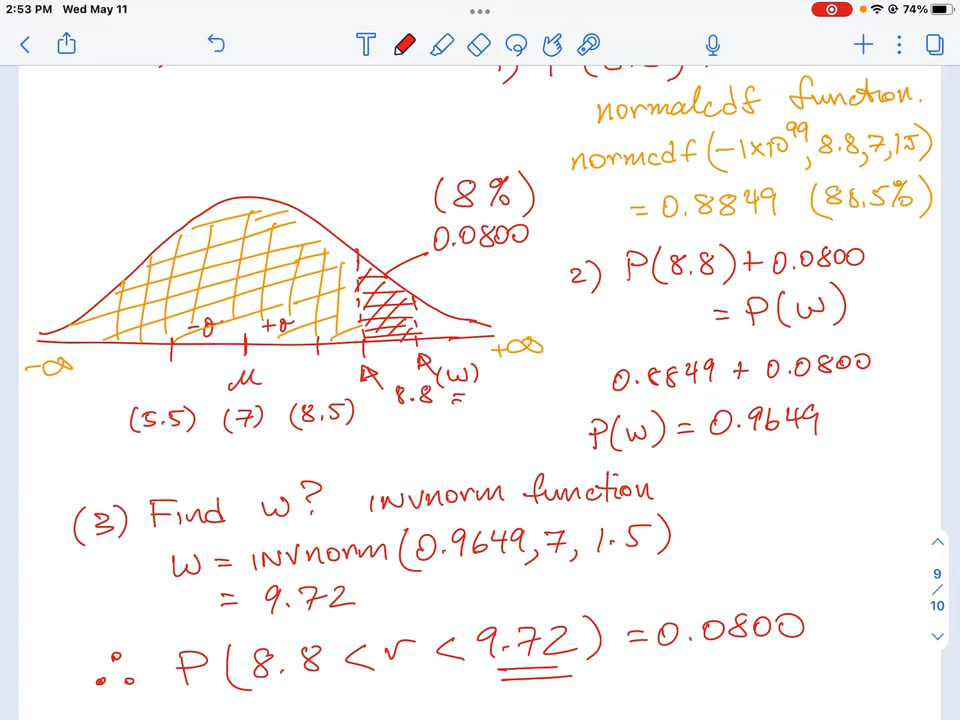 2:53 PM Wed May 11
74%
normalcdf function.
normcdf (-1x10^99, 8.8, 7, 1.5)
= 0.8849 (88.5%)
(8%)
0.0800
2) P(8.8) + 0.0800
= P(W)
0.8849 + 0.0800
P(W) = 0.9649
-σ +σ
-∞ +∞
μ
8.8 (W) =
(5.5) (7) (8.5)
(3) Find W? INVnorm function
W = INVnorm (0.9649, 7, 1.5)
= 9.72
∴ P(8.8 < r < 9.72) = 0.0800
9
/
10